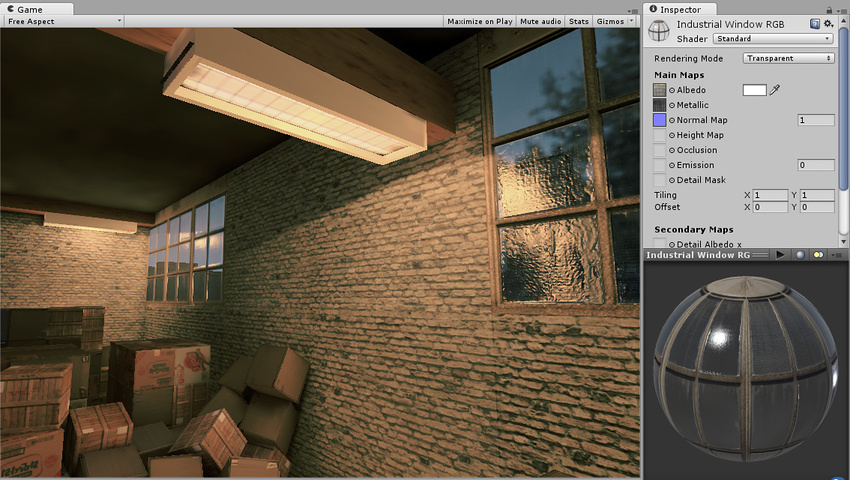 Game
Free Aspect
Maximize on Play
Mute audio
Stats
Gizmos
Inspector
Industrial Window RGB
Shader
Standard
Rendering Mode
Transparent
Main Maps
Albedo
Metallic
Normal Map
1
Height Map
Occlusion
Emission
0
Detail Mask
Tiling X 1 Y 1
Offset X 0 Y 0
Secondary Maps
Detail Albedo x
Industrial Window RG